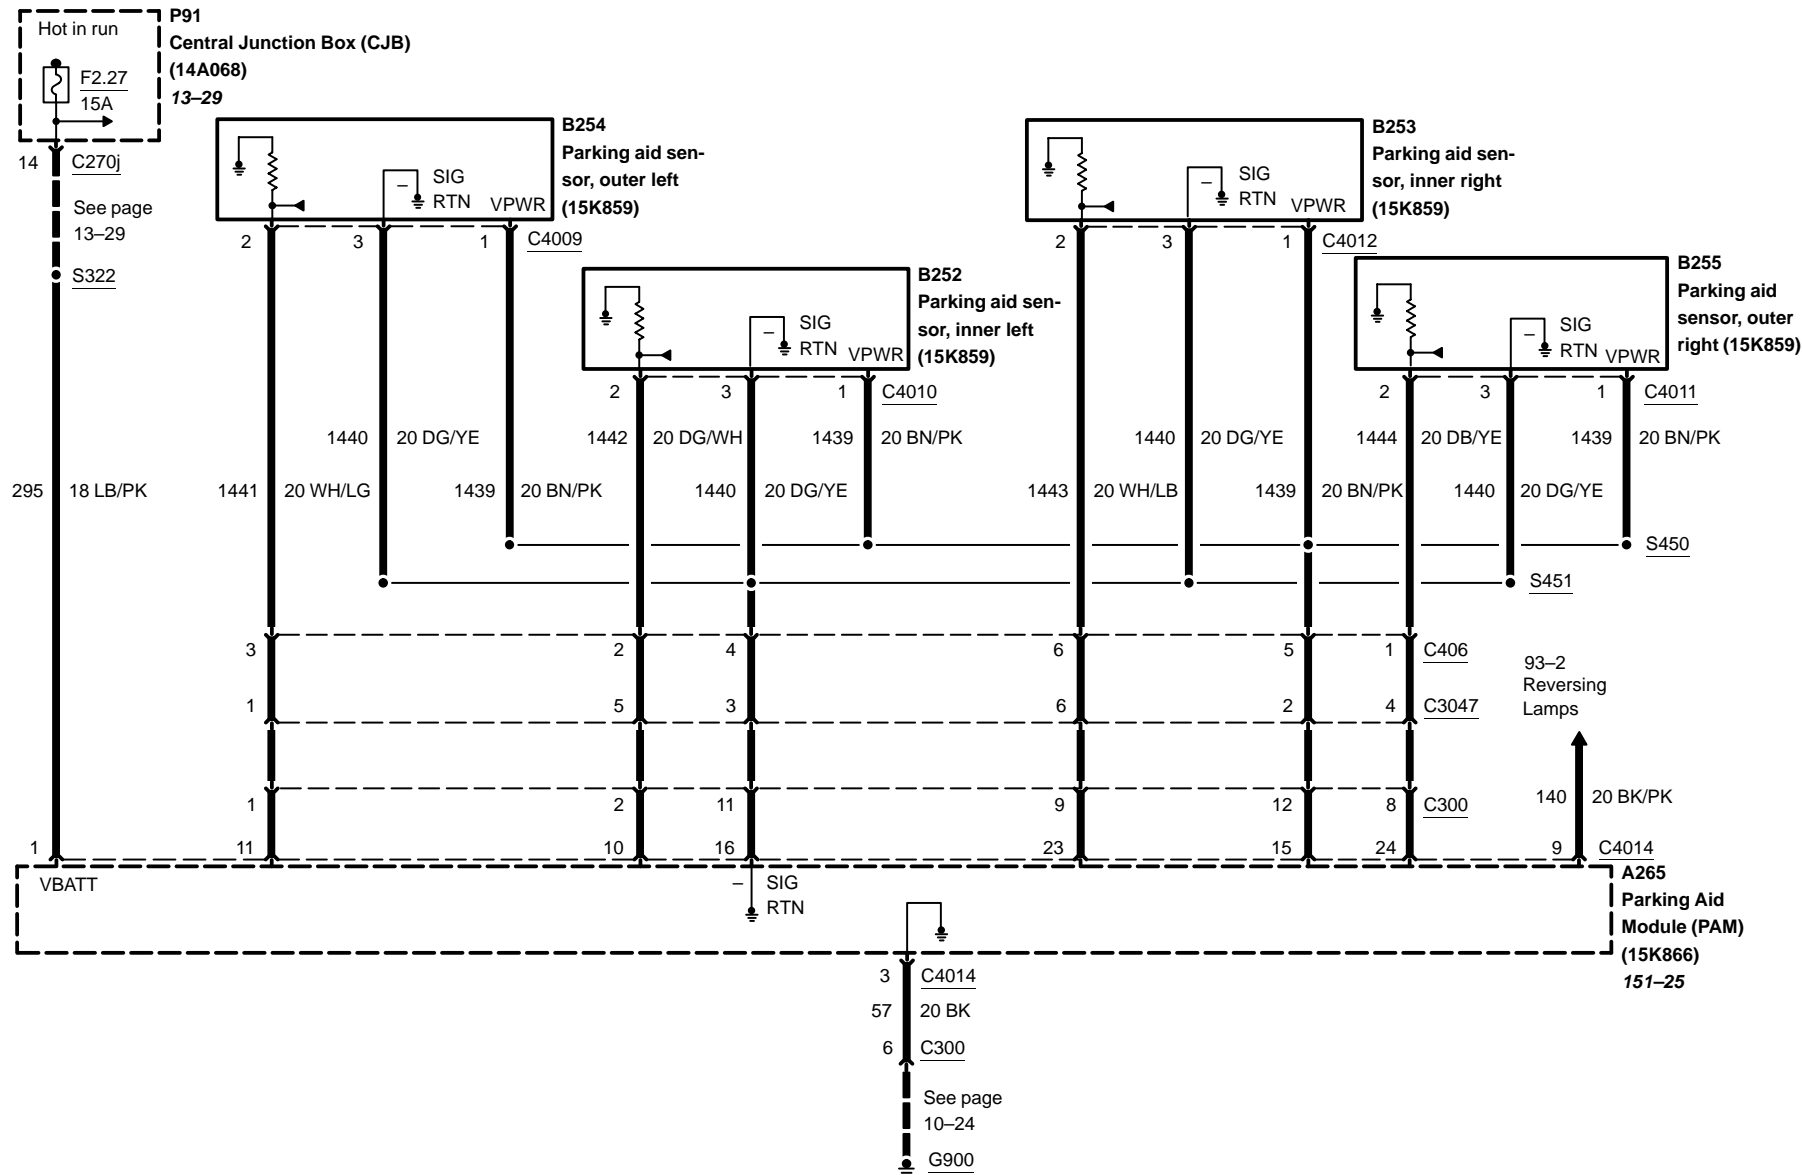 Hot in run
F2.27
15A
P91
Central Junction Box (CJB)
(14A068)
13–29
14 C270j
See page
13–29
S322
B254
Parking aid sen-
sor, outer left
(15K859)
SIG
RTN
VPWR
2 3 1 C4009
B252
Parking aid sen-
sor, inner left
(15K859)
SIG
RTN
VPWR
2 3 1 C4010
B253
Parking aid sen-
sor, inner right
(15K859)
SIG
RTN
VPWR
2 3 1 C4012
B255
Parking aid
sensor, outer
right (15K859)
SIG
RTN
VPWR
2 3 1 C4011
1440 20 DG/YE 1442 20 DG/WH 1439 20 BN/PK 1440 20 DG/YE 1444 20 DB/YE 1439 20 BN/PK
295 18 LB/PK 1441 20 WH/LG 1439 20 BN/PK 1440 20 DG/YE 1443 20 WH/LB 1439 20 BN/PK 1440 20 DG/YE
S450
S451
3 2 4 6 5 1 C406
1 5 3 6 2 4 C3047
93–2
Reversing
Lamps
1 2 11 9 12 8 C300
140 20 BK/PK
1 11 10 16 23 15 24 9 C4014
VBATT
– SIG
RTN
A265
Parking Aid
Module (PAM)
(15K866)
151–25
3 C4014
57 20 BK
6 C300
See page
10–24
G900